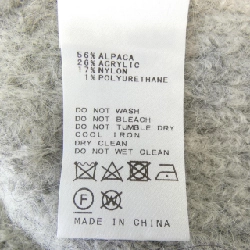 56% ALPACA
26% ACRYLIC
17% NYLON
1% POLYURETHANE
DO NOT WASH
DO NOT BLEACH
DO NOT TUMBLE DRY
COOL IRON
DRY CLEAN
DO NOT WET CLEAN
F W
MADE IN CHINA